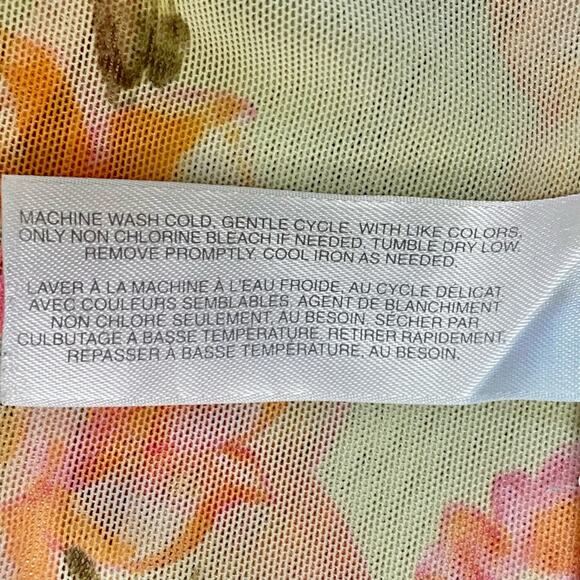 MACHINE WASH COLD, GENTLE CYCLE, WITH LIKE COLORS,
ONLY NON CHLORINE BLEACH IF NEEDED, TUMBLE DRY LOW.
REMOVE PROMPTLY. COOL IRON AS NEEDED.
LAVER À LA MACHINE À L'EAU FROIDE, AU CYCLE DÉLICAT
AVEC COULEURS SEMBLABLES, AGENT DE BLANCHIMENT
NON CHLORÉ SEULEMENT, AU BESOIN. SÉCHER PAR
CULBUTAGE À BASSE TEMPÉRATURE, RETIRER RAPIDEMENT.
REPASSER À BASSE TEMPÉRATURE, AU BESOIN.